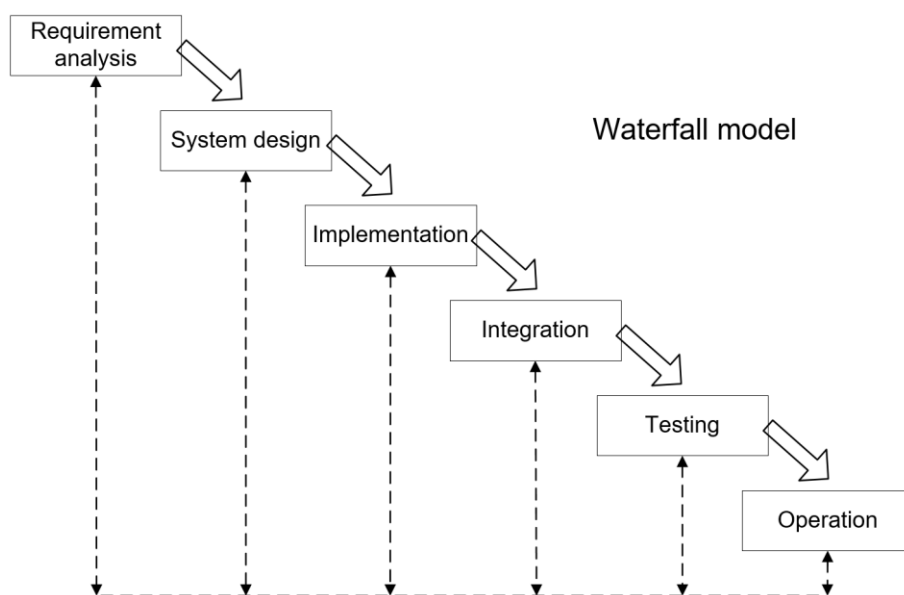 Requirement
analysis
System design
Waterfall model
Implementation
Integration
Testing
Operation